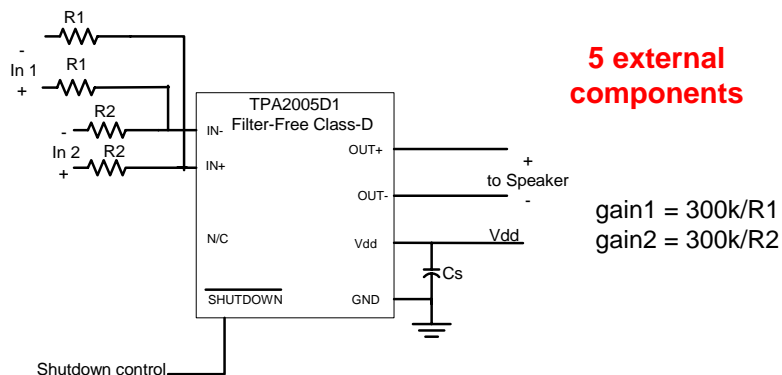 R1
-
In 1
R1
+
R2
-
In 2
R2
+
TPA2005D1
Filter-Free Class-D
IN-
IN+
N/C
SHUTDOWN
OUT+
OUT-
Vdd
GND
+
to Speaker
-
Vdd
Cs
Shutdown control
5 external
components
gain1 = 300k/R1
gain2 = 300k/R2